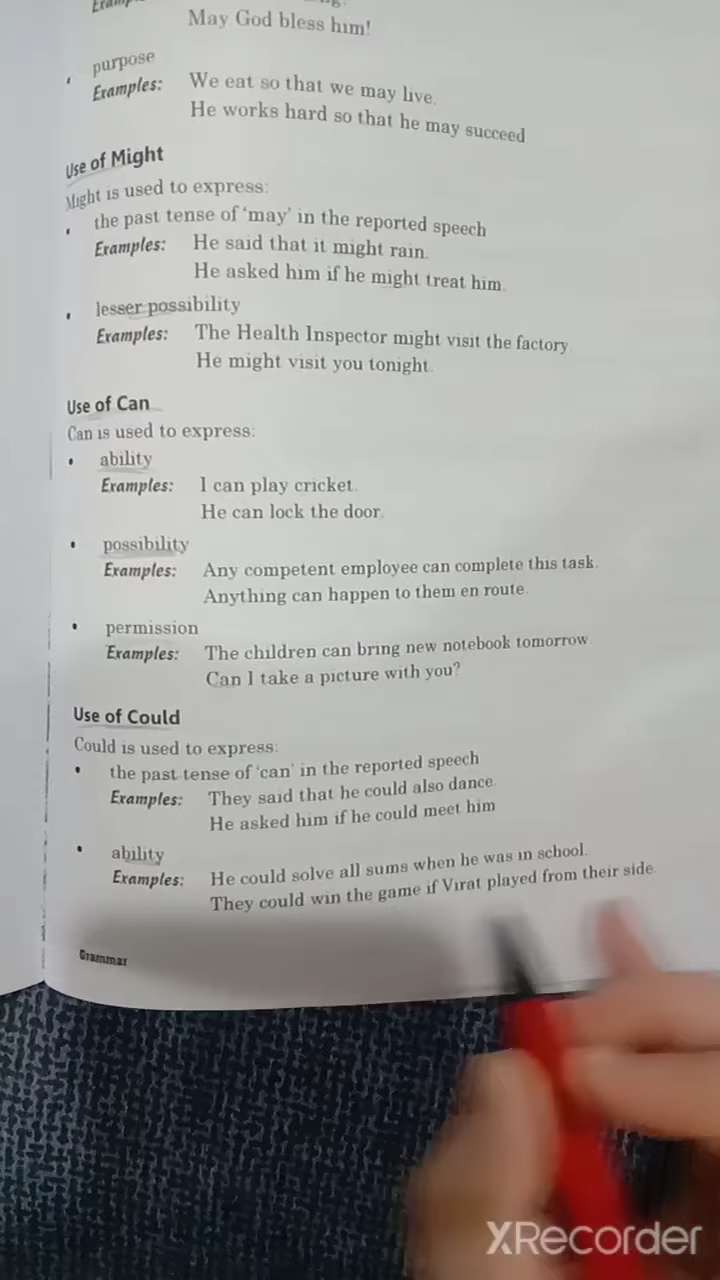 May God bless him!
• purpose
Examples: We eat so that we may live.
He works hard so that he may succeed
Use of Might
Might is used to express:
• the past tense of 'may' in the reported speech
Examples: He said that it might rain.
He asked him if he might treat him.
• lesser possibility
Examples: The Health Inspector might visit the factory
He might visit you tonight.
Use of Can
Can is used to express:
• ability
Examples: I can play cricket.
He can lock the door.
• possibility
Examples: Any competent employee can complete this task.
Anything can happen to them en route.
• permission
Examples: The children can bring new notebook tomorrow
Can I take a picture with you?
Use of Could
Could is used to express:
• the past tense of 'can' in the reported speech
Examples: They said that he could also dance.
He asked him if he could meet him
• ability
Examples: He could solve all sums when he was in school.
They could win the game if Virat played from their side.
Grammar
XRecorder